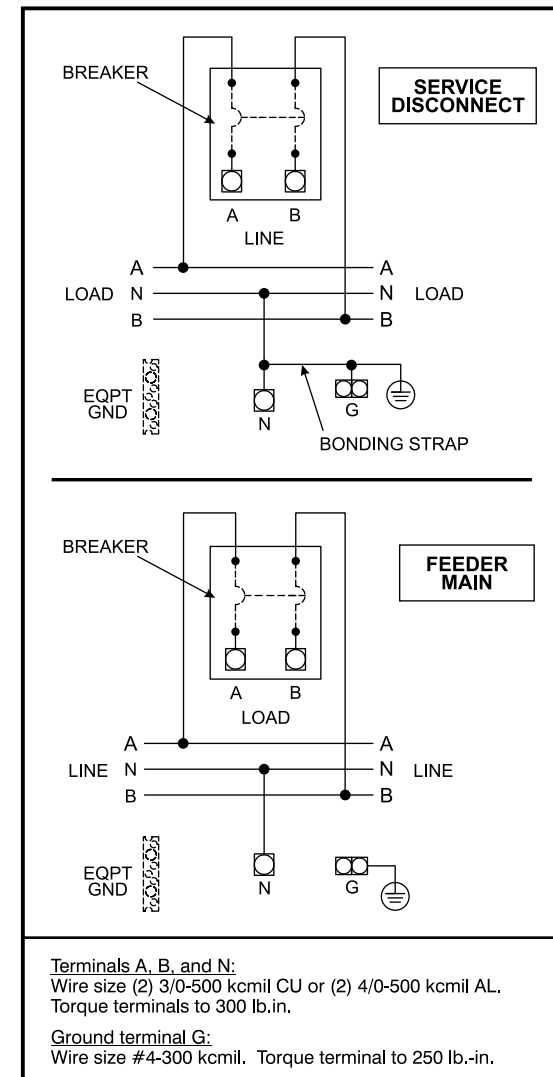 BREAKER
SERVICE
DISCONNECT
A B
LINE
A A
LOAD N N LOAD
B B
EQPT
GND
N
G
BONDING STRAP
BREAKER
FEEDER
MAIN
A B
LOAD
A A
LINE N N LINE
B B
EQPT
GND
N
G
Terminals A, B, and N:
Wire size (2) 3/0-500 kcmil CU or (2) 4/0-500 kcmil AL.
Torque terminals to 300 lb.in.
Ground terminal G:
Wire size #4-300 kcmil. Torque terminal to 250 lb.-in.